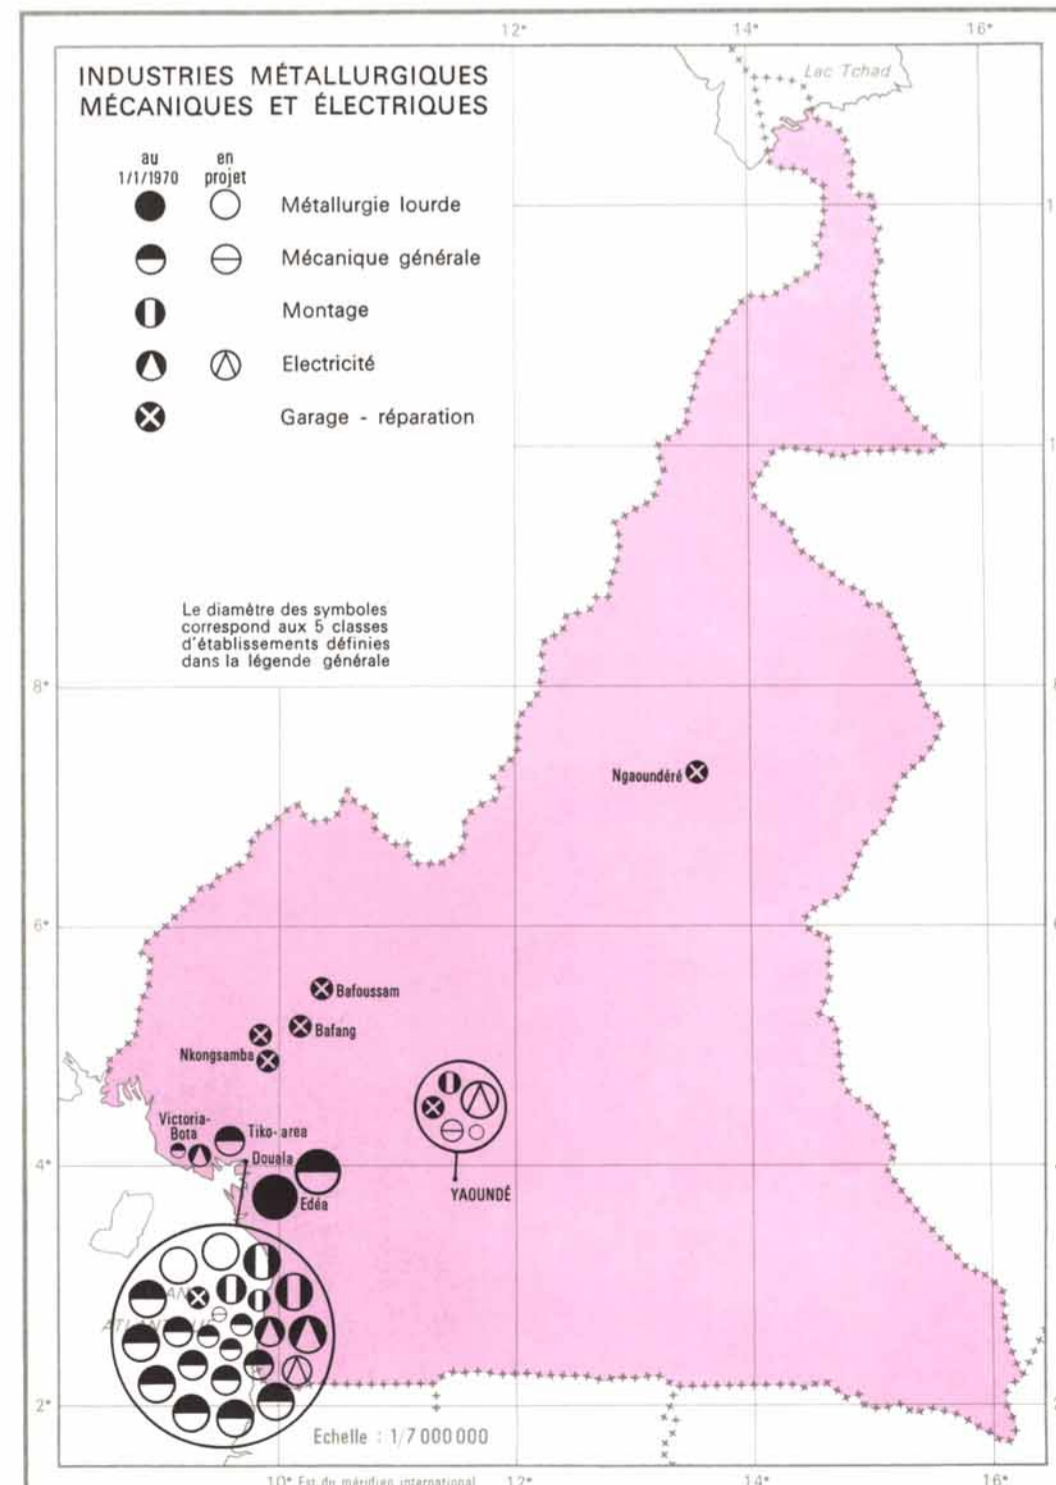 12°
14°
16°
INDUSTRIES MÉTALLURGIQUES
MÉCANIQUES ET ÉLECTRIQUES
Lac Tchad
au
1/1/1970
en
projet
Métallurgie lourde
Mécanique générale
Montage
Electricité
Garage - réparation
Le diamètre des symboles
correspond aux 5 classes
d'établissements définies
dans la légende générale
8°
Ngaoundéré
6°
Bafoussam
Bafang
Nkongsamba
Victoria-
Bota
Tiko-area
Douala
4°
Edéa
YAOUNDÉ
2°
Echelle : 1/7 000 000
10° Est du méridien international
12°
14°
16°